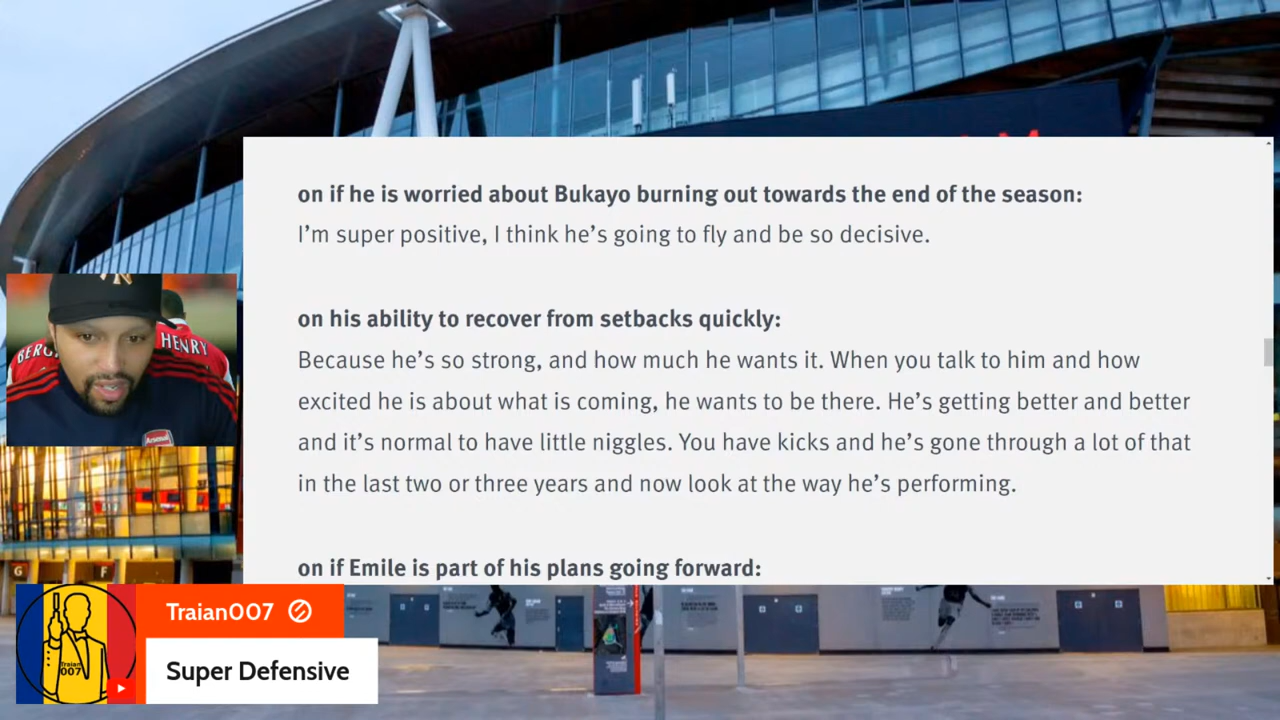 on if he is worried about Bukayo burning out towards the end of the season:
I'm super positive, I think he's going to fly and be so decisive.
on his ability to recover from setbacks quickly:
Because he's so strong, and how much he wants it. When you talk to him and how
excited he is about what is coming, he wants to be there. He's getting better and better
and it's normal to have little niggles. You have kicks and he's gone through a lot of that
in the last two or three years and now look at the way he's performing.
on if Emile is part of his plans going forward:
HENRY
Arsenal
G
F
Traian007
Super Defensive
Traian
007